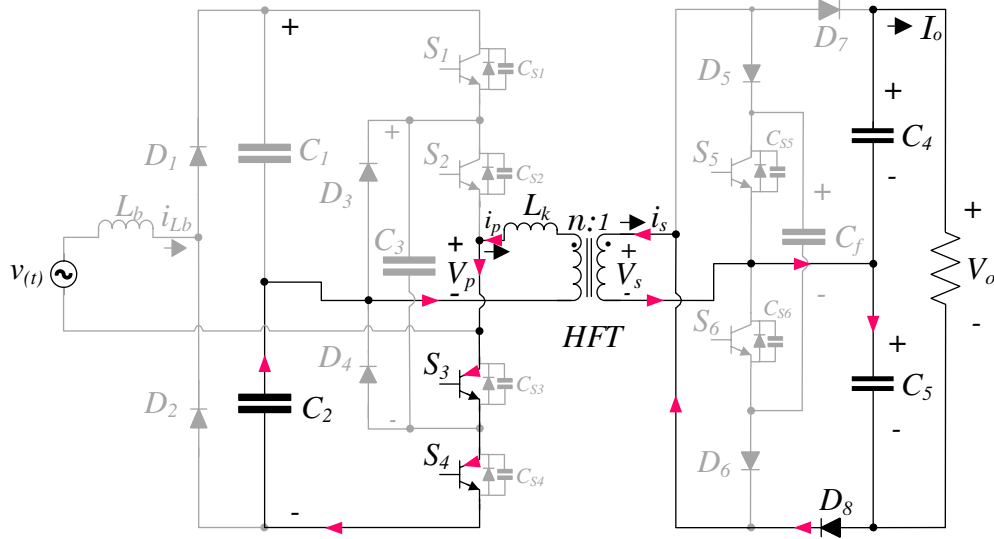 +
S1
CS1
D7
Io
D5
+
C4
-
D1
C1
+
D3
S2
CS2
S5
CS5
+
Lb
iLb
C3
ip
Lk
n:1
is
Cf
v(t)
+
Vp
-
+
Vs
-
-
+
Vo
-
HFT
S6
CS6
D4
S3
CS3
+
C5
-
D2
C2
-
S4
CS4
D6
-
D8